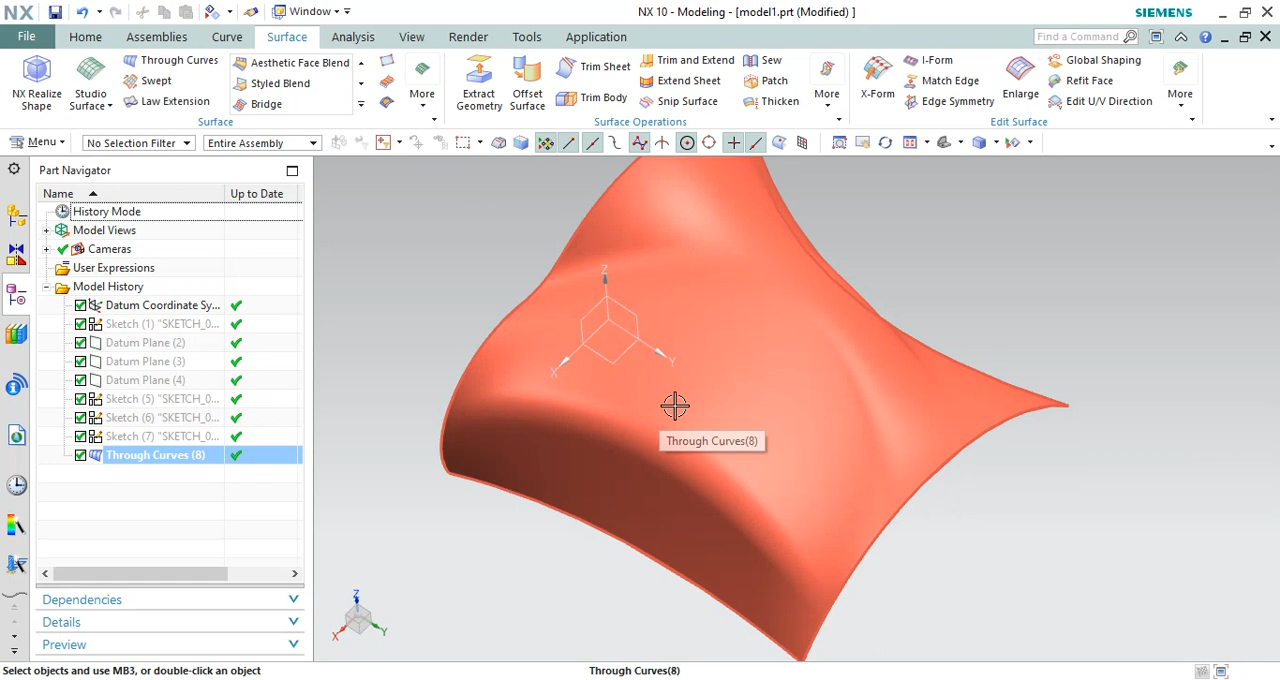 NX
Window
NX 10 - Modeling - [model1.prt (Modified) ]
SIEMENS
File
Home
Assemblies
Curve
Surface
Analysis
View
Render
Tools
Application
Find a Command
NX Realize
Shape
Studio
Surface
Through Curves
Swept
Law Extension
Aesthetic Face Blend
Styled Blend
Bridge
More
Surface
Extract
Geometry
Offset
Surface
Trim Sheet
Trim Body
Trim and Extend
Extend Sheet
Snip Surface
Sew
Patch
Thicken
More
Surface Operations
X-Form
I-Form
Match Edge
Edge Symmetry
Enlarge
Global Shaping
Refit Face
Edit U/V Direction
More
Edit Surface
Menu
No Selection Filter
Entire Assembly
Part Navigator
Name
Up to Date
History Mode
Model Views
Cameras
User Expressions
Model History
Datum Coordinate Sy...
Sketch (1) "SKETCH_0...
Datum Plane (2)
Datum Plane (3)
Datum Plane (4)
Sketch (5) "SKETCH_0...
Sketch (6) "SKETCH_0...
Sketch (7) "SKETCH_0...
Through Curves (8)
Dependencies
Details
Preview
Z
X
Y
Through Curves(8)
Z
X
Y
Select objects and use MB3, or double-click an object
Through Curves(8)